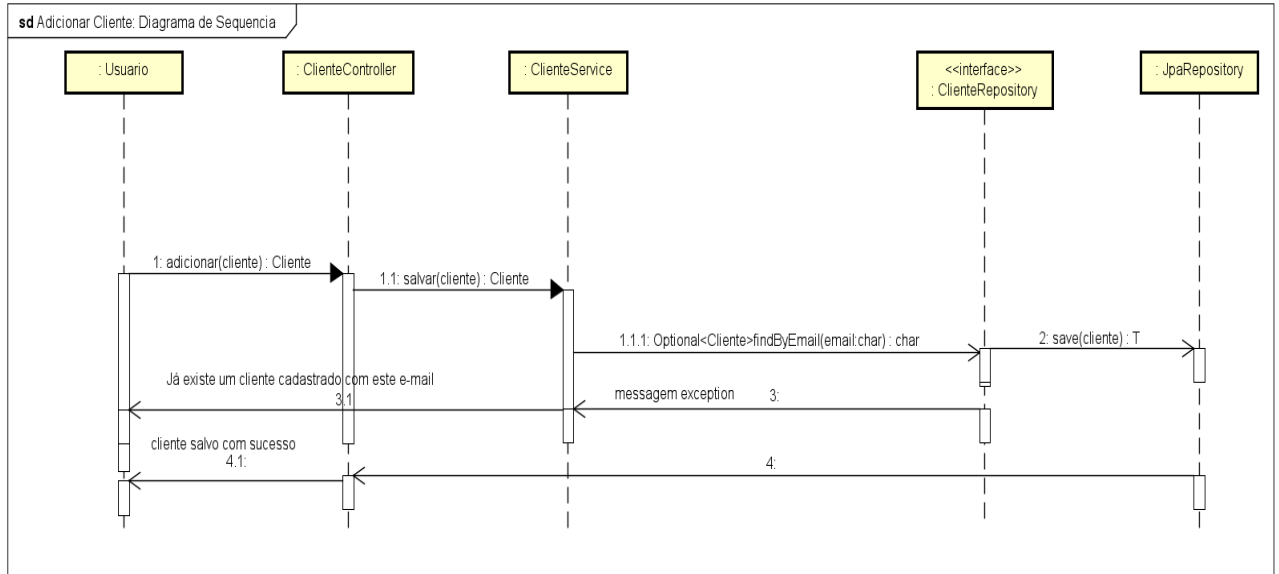 sd Adicionar Cliente: Diagrama de Sequencia
: Usuario
: ClienteController
: ClienteService
<<interface>>
: ClienteRepository
: JpaRepository
1: adicionar(cliente) : Cliente
1.1: salvar(cliente) : Cliente
1.1.1: Optional<Cliente>findByEmail(email:char) : char
2: save(cliente) : T
Já existe um cliente cadastrado com este e-mail
3.1
messagem exception
3:
cliente salvo com sucesso
4.1:
4: